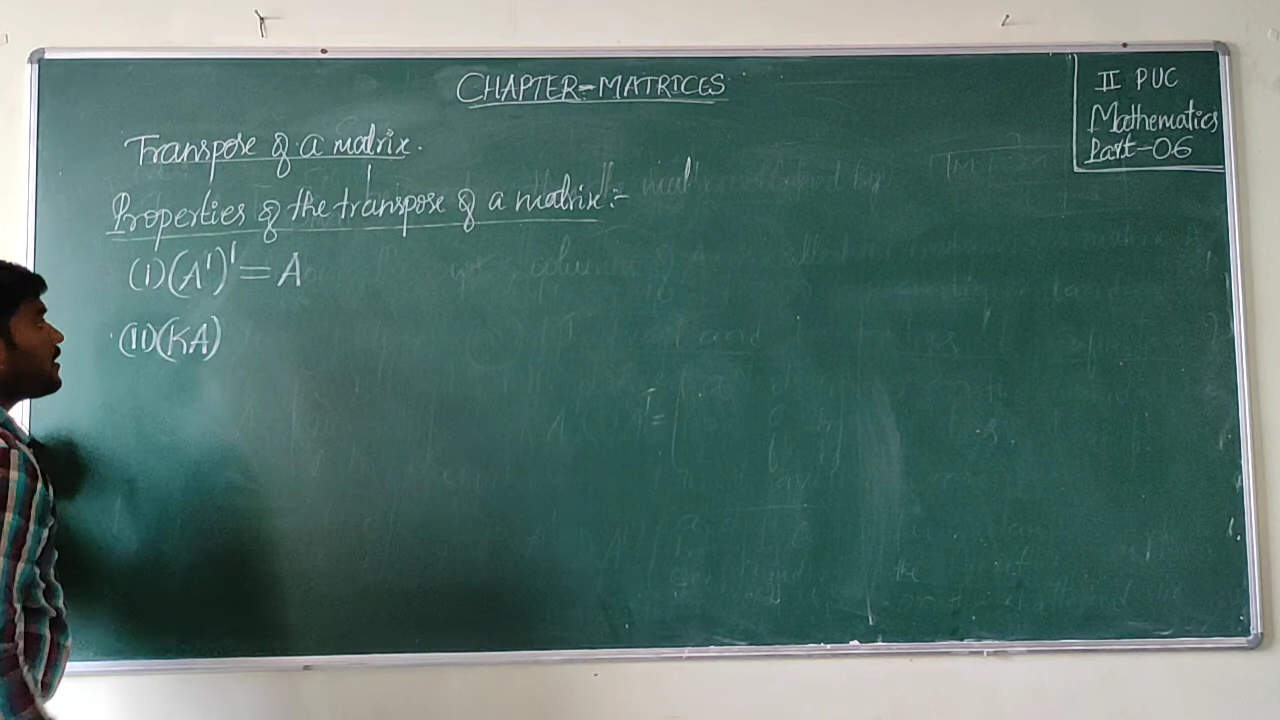 CHAPTER-MATRICES
II PUC
Mathematics
Part-06
Transpose of a matrix.
Properties of the transpose of a matrix:-
(i)(A')'=A
(ii)(KA)